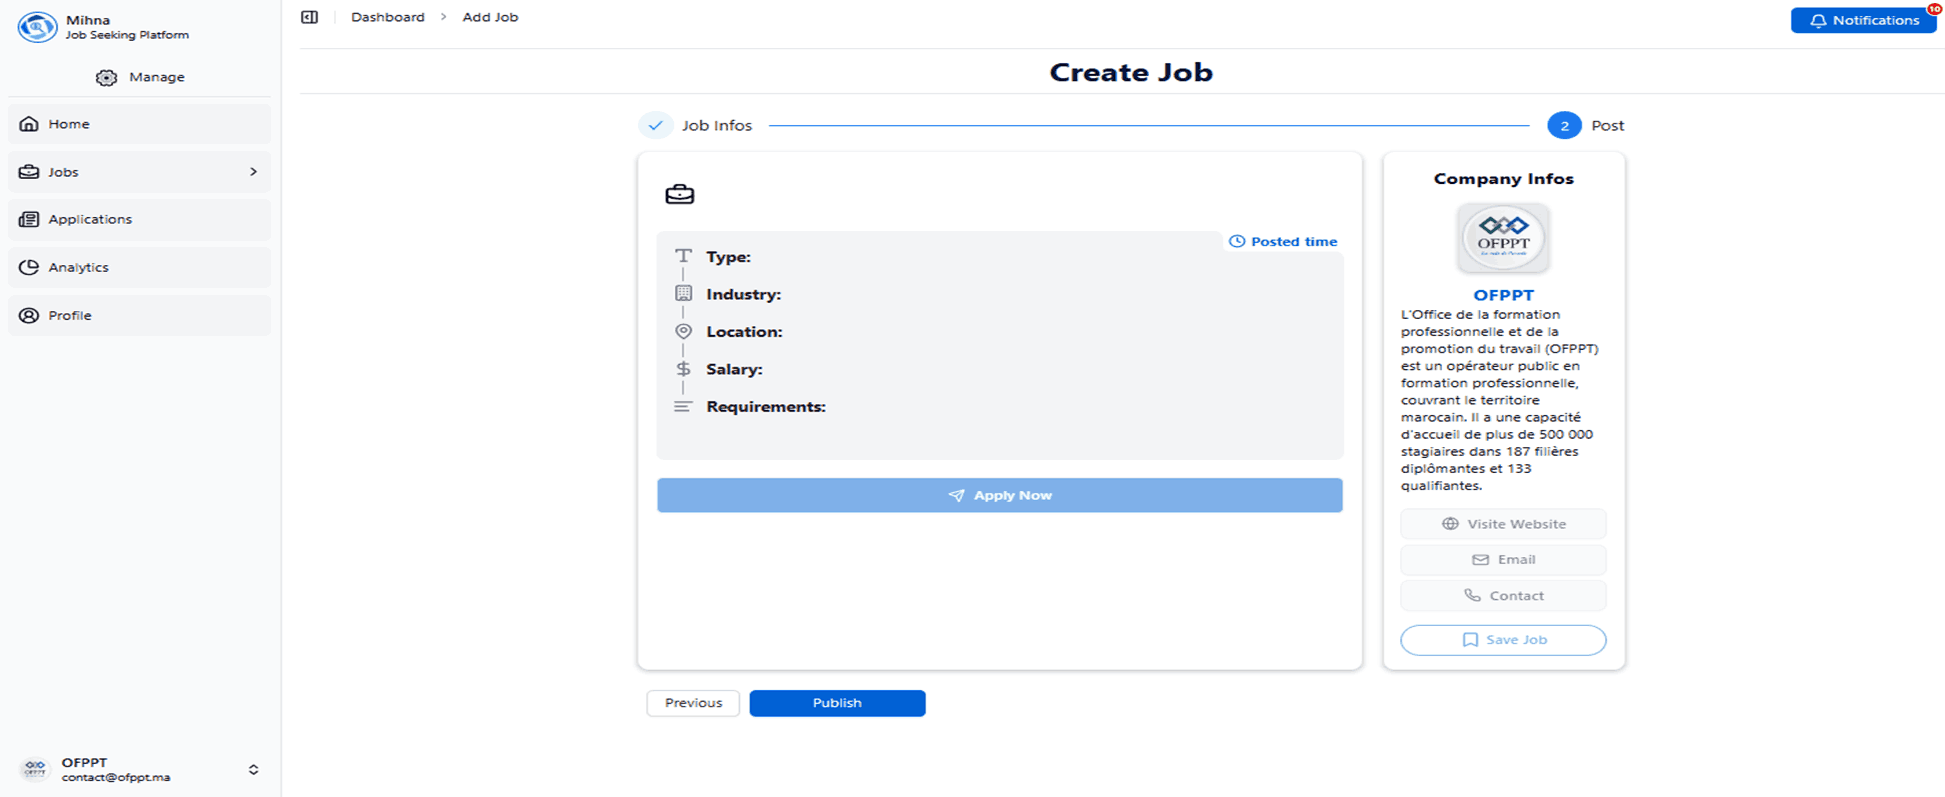 Mihna
Job Seeking Platform
Manage
Home
Jobs
Applications
Analytics
Profile
OFPPT
contact@ofppt.ma
Dashboard > Add Job
Notifications
10
Create Job
Job Infos
2 Post
Posted time
Type:
Industry:
Location:
Salary:
Requirements:
Apply Now
Previous
Publish
Company Infos
OFPPT
OFPPT
L'Office de la formation
professionnelle et de la
promotion du travail (OFPPT)
est un opérateur public en
formation professionnelle,
couvrant le territoire
marocain. Il a une capacité
d'accueil de plus de 500 000
stagiaires dans 187 filières
diplômantes et 133
qualifiantes.
Visite Website
Email
Contact
Save Job